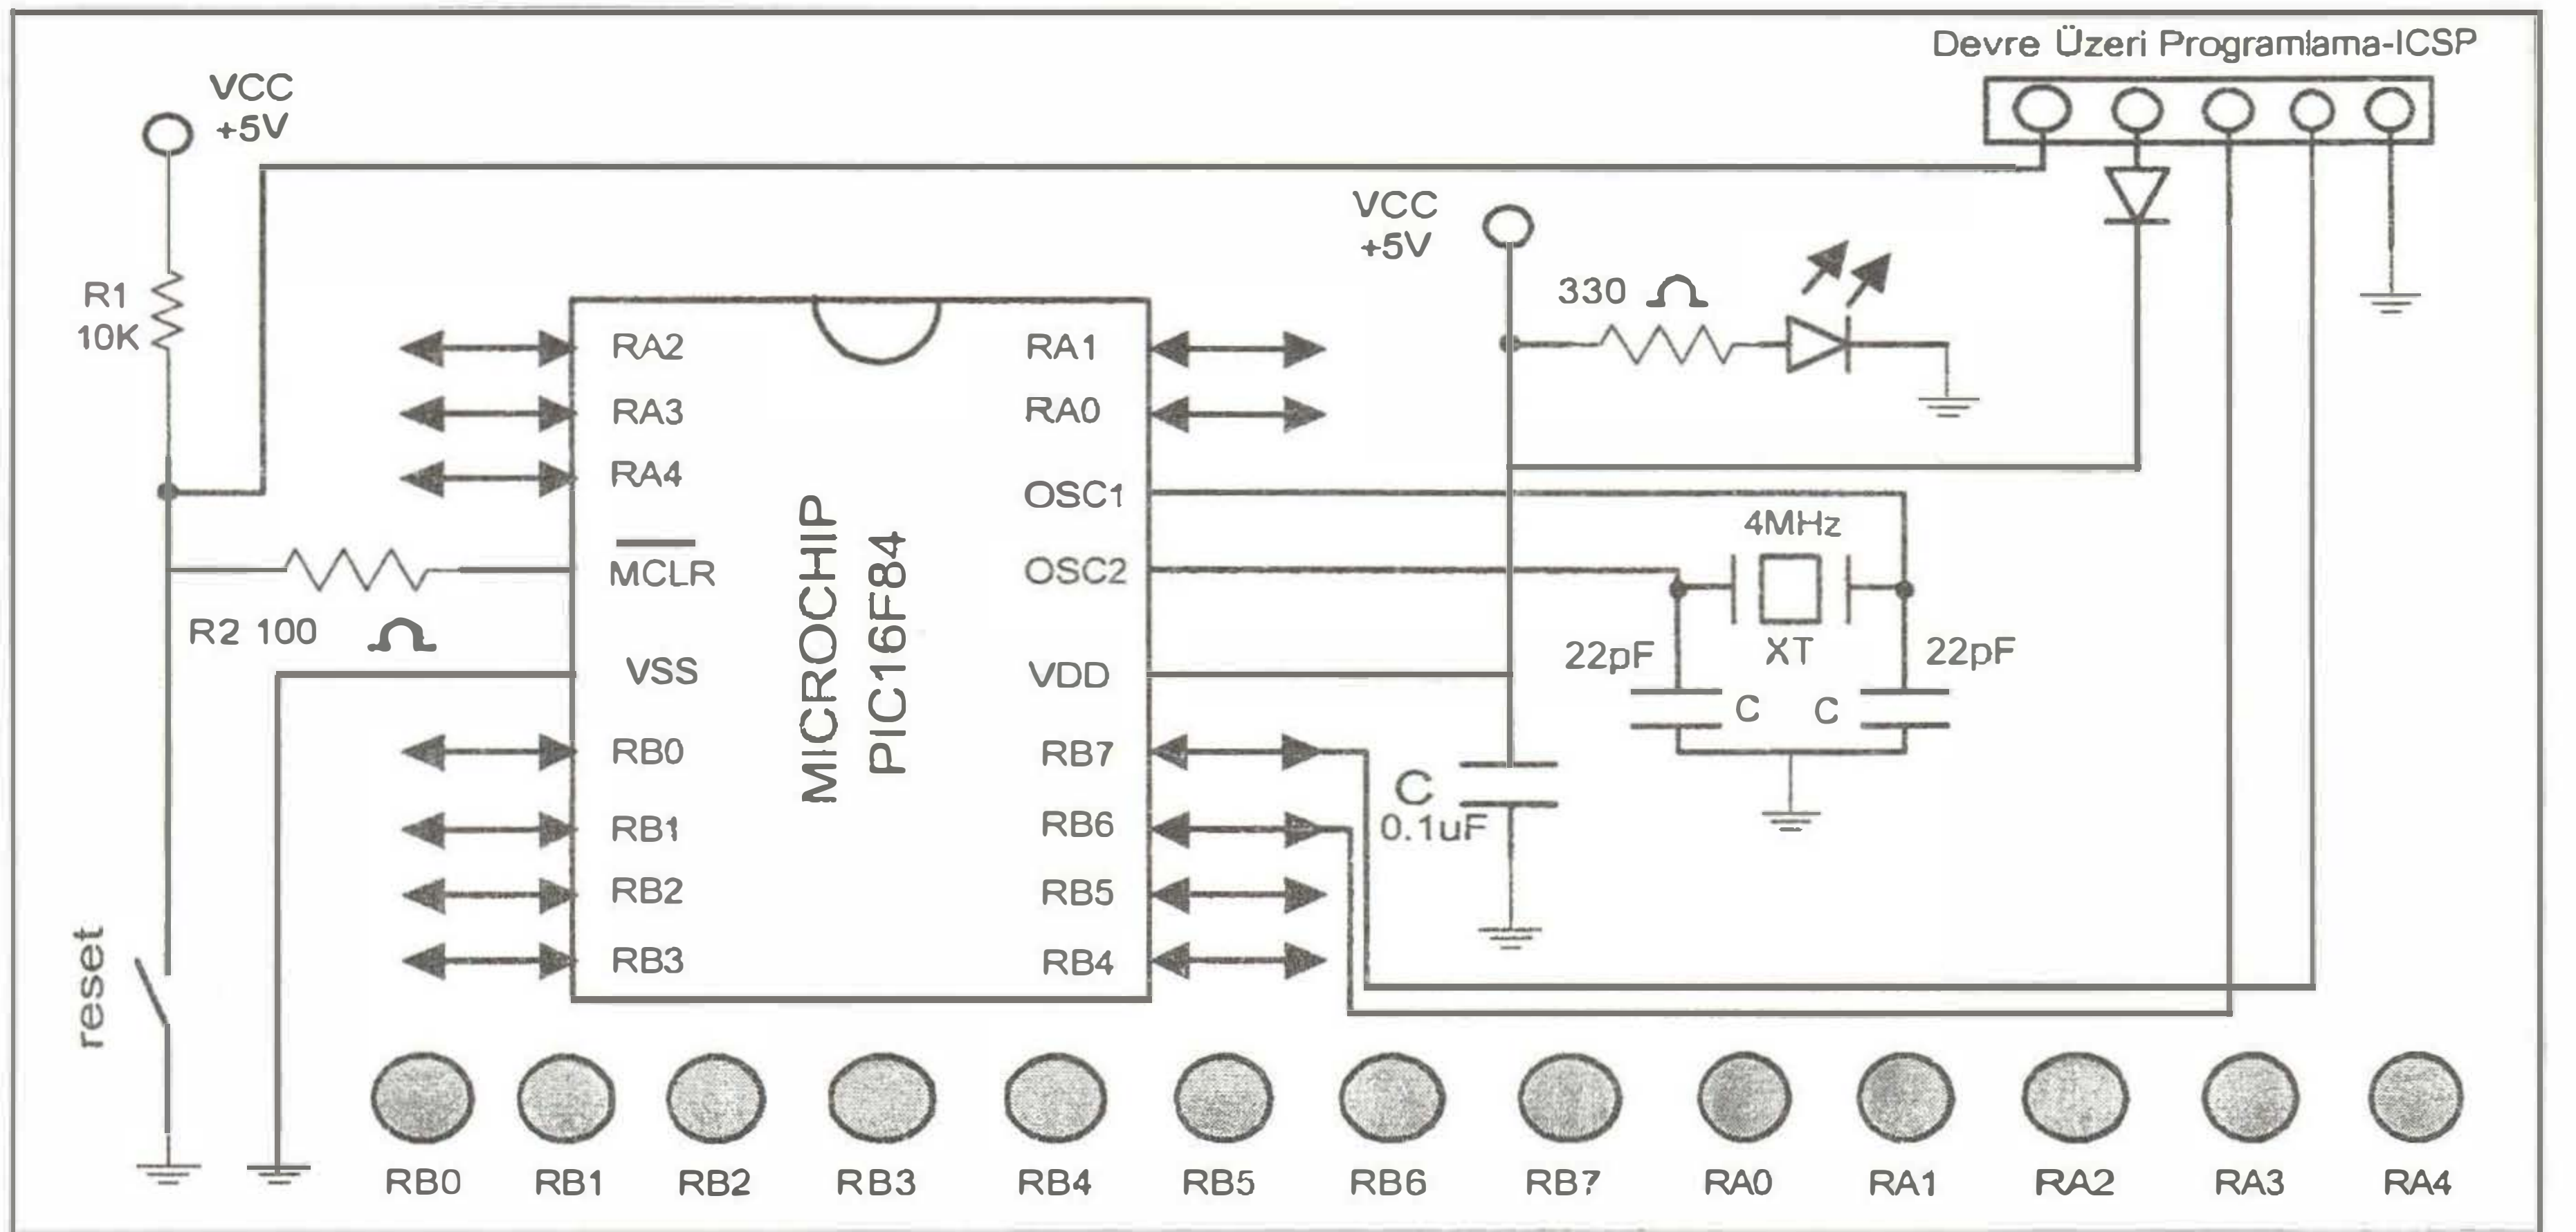 Devre Üzeri Programlama-ICSP
VCC
+5V
VCC
+5V
R1
10K
330 Ω
RA2
RA3
RA4
MCLR
VSS
RB0
RB1
RB2
RB3
MICROCHIP
PIC16F84
RA1
RA0
OSC1
OSC2
VDD
RB7
RB6
RB5
RB4
R2 100 Ω
4MHz
XT
22pF
22pF
C
C
C
0.1uF
reset
RB0
RB1
RB2
RB3
RB4
RB5
RB6
RB7
RA0
RA1
RA2
RA3
RA4